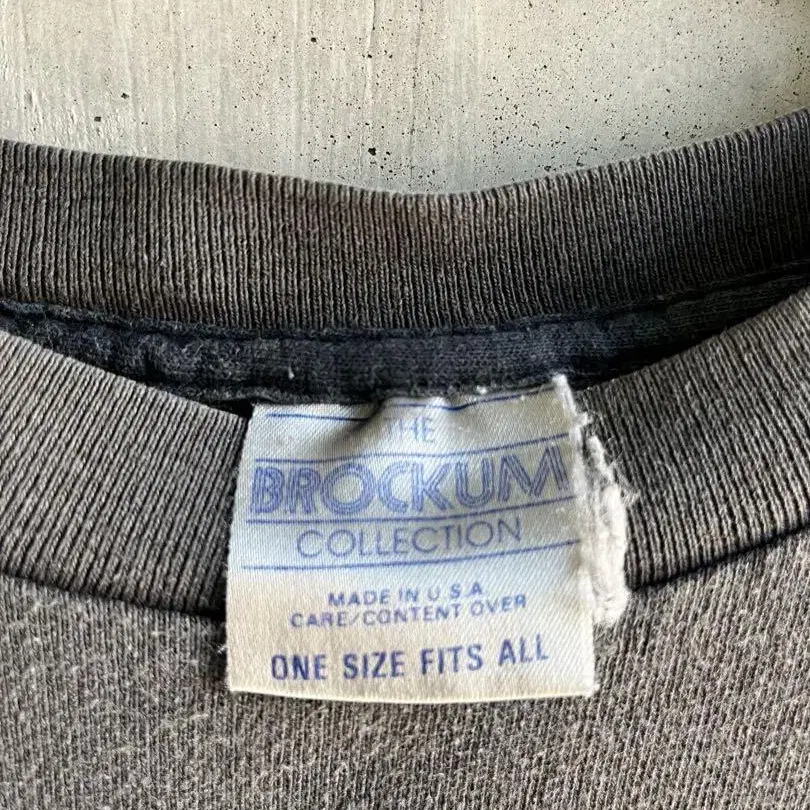 THE
BROCKUM
COLLECTION
MADE IN U.S.A
CARE/CONTENT OVER
ONE SIZE FITS ALL